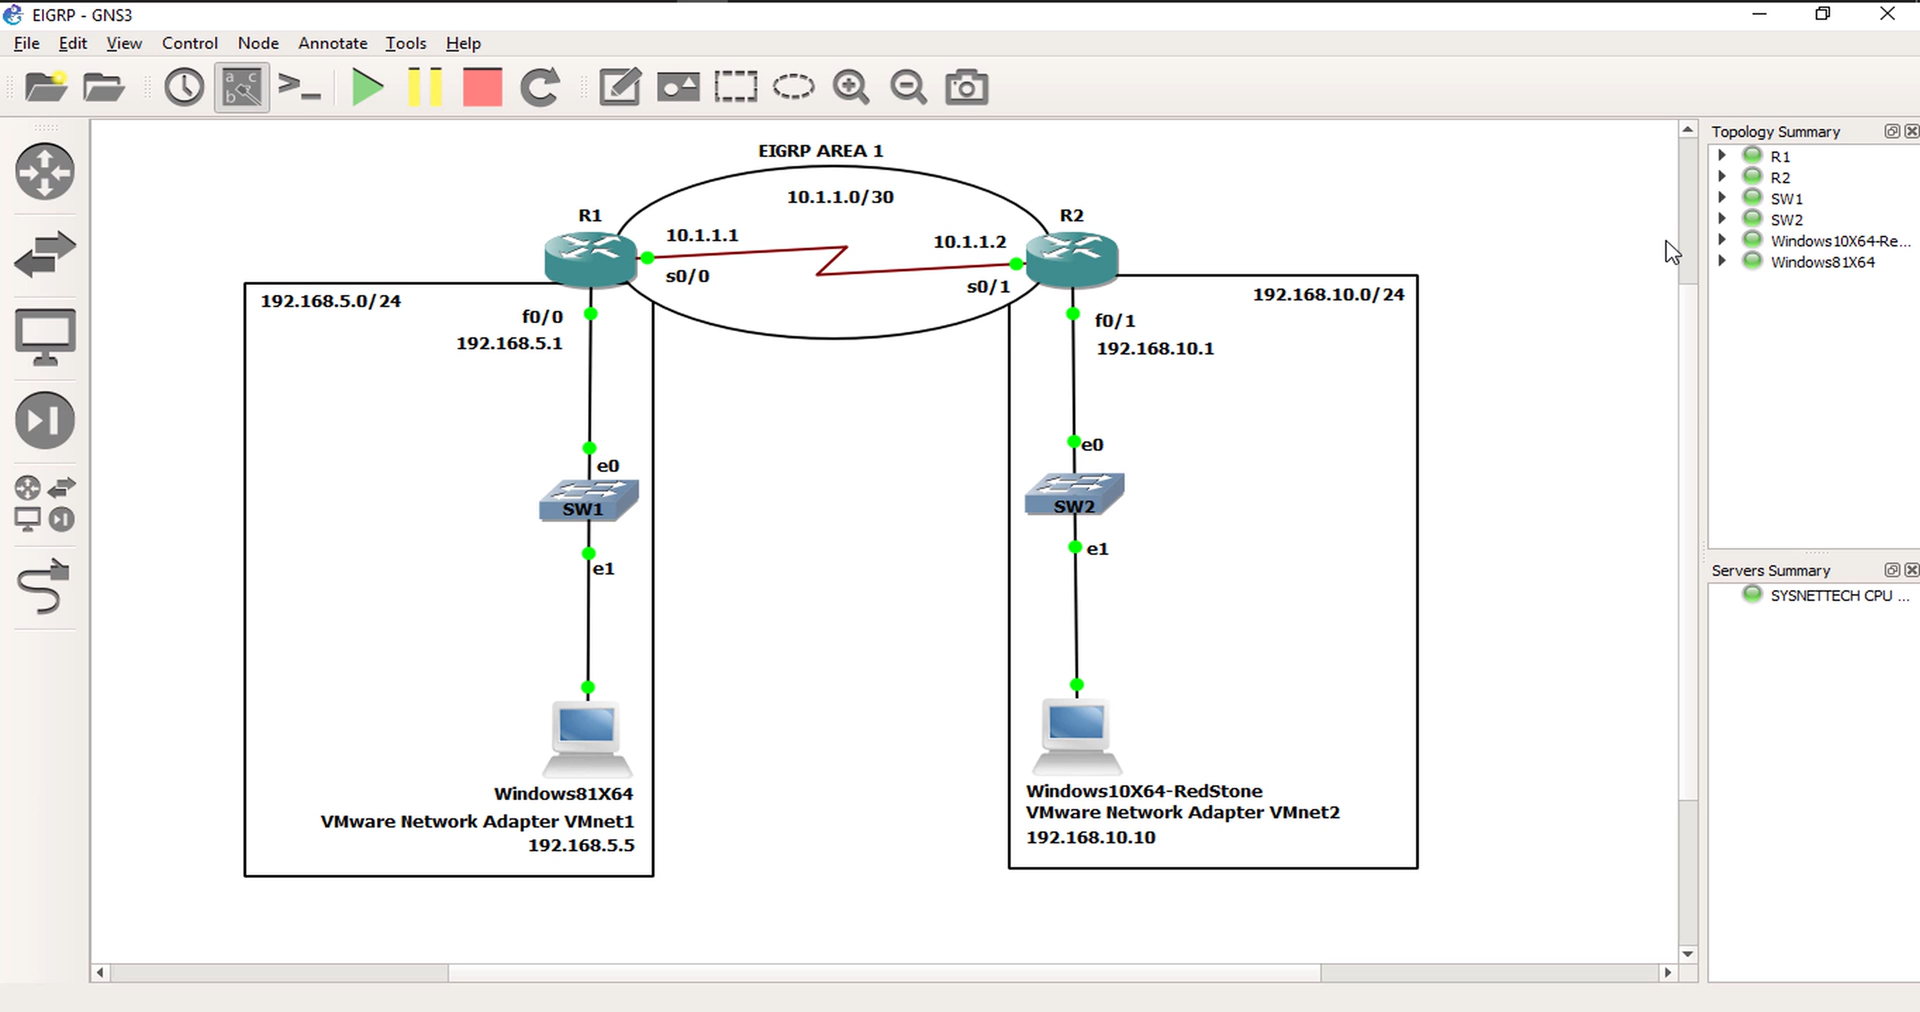 EIGRP - GNS3
File Edit View Control Node Annotate Tools Help
a c
b
Topology Summary
R1
R2
SW1
SW2
Windows10X64-Re...
Windows81X64
Servers Summary
SYSNETTECH CPU ...
EIGRP AREA 1
10.1.1.0/30
R1
R2
10.1.1.1
10.1.1.2
s0/0
s0/1
192.168.5.0/24
f0/0
192.168.5.1
e0
SW1
e1
Windows81X64
VMware Network Adapter VMnet1
192.168.5.5
192.168.10.0/24
f0/1
192.168.10.1
e0
SW2
e1
Windows10X64-RedStone
VMware Network Adapter VMnet2
192.168.10.10